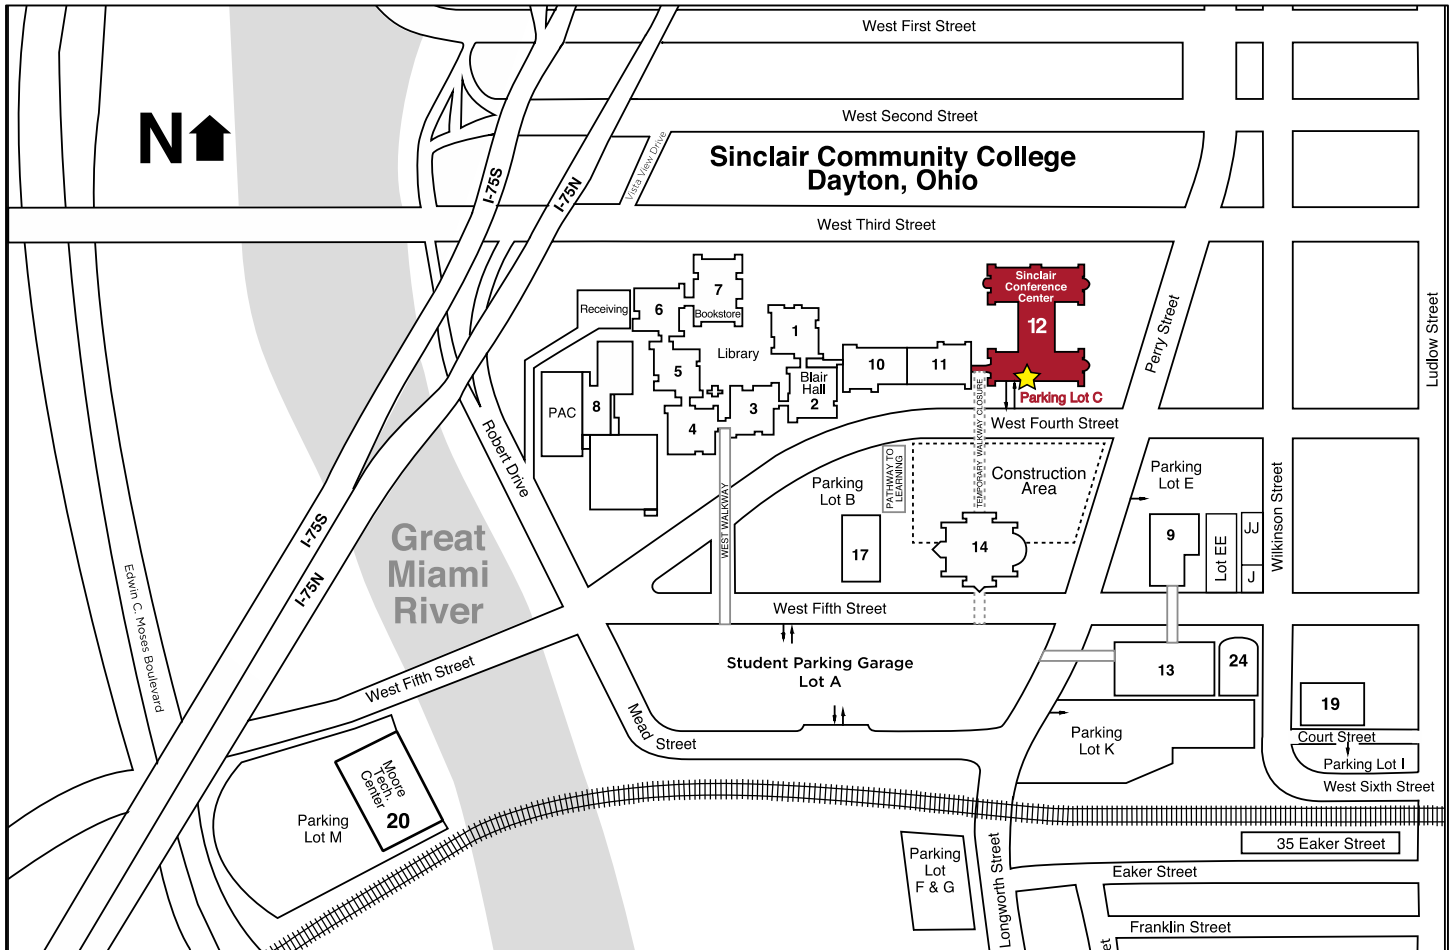 West First Street
West Second Street
N
Sinclair Community College
Dayton, Ohio
Vista View Drive
I-75S
I-75N
West Third Street
Sinclair
Conference
Center
12
7
Bookstore
6
Receiving
1
Library
5
10
11
Blair
Hall
2
PAC
8
3
4
Parking Lot C
West Fourth Street
Perry Street
Ludlow Street
Robert Drive
TEMPORARY WALKWAY CLOSURE
WEST WALKWAY
PATHWAY TO
LEARNING
Parking
Lot B
Construction
Area
Parking
Lot E
Wilkinson Street
17
14
9
Lot EE
JJ
J
I-75S
I-75N
Great
Miami
River
Edwin C. Moses Boulevard
West Fifth Street
West Fifth Street
Student Parking Garage
Lot A
13
24
19
Mead Street
Parking
Lot K
Court Street
Parking Lot I
West Sixth Street
Moore
Tech.
Center
20
Parking
Lot M
Parking
Lot
F & G
Longworth Street
35 Eaker Street
Eaker Street
Franklin Street
et